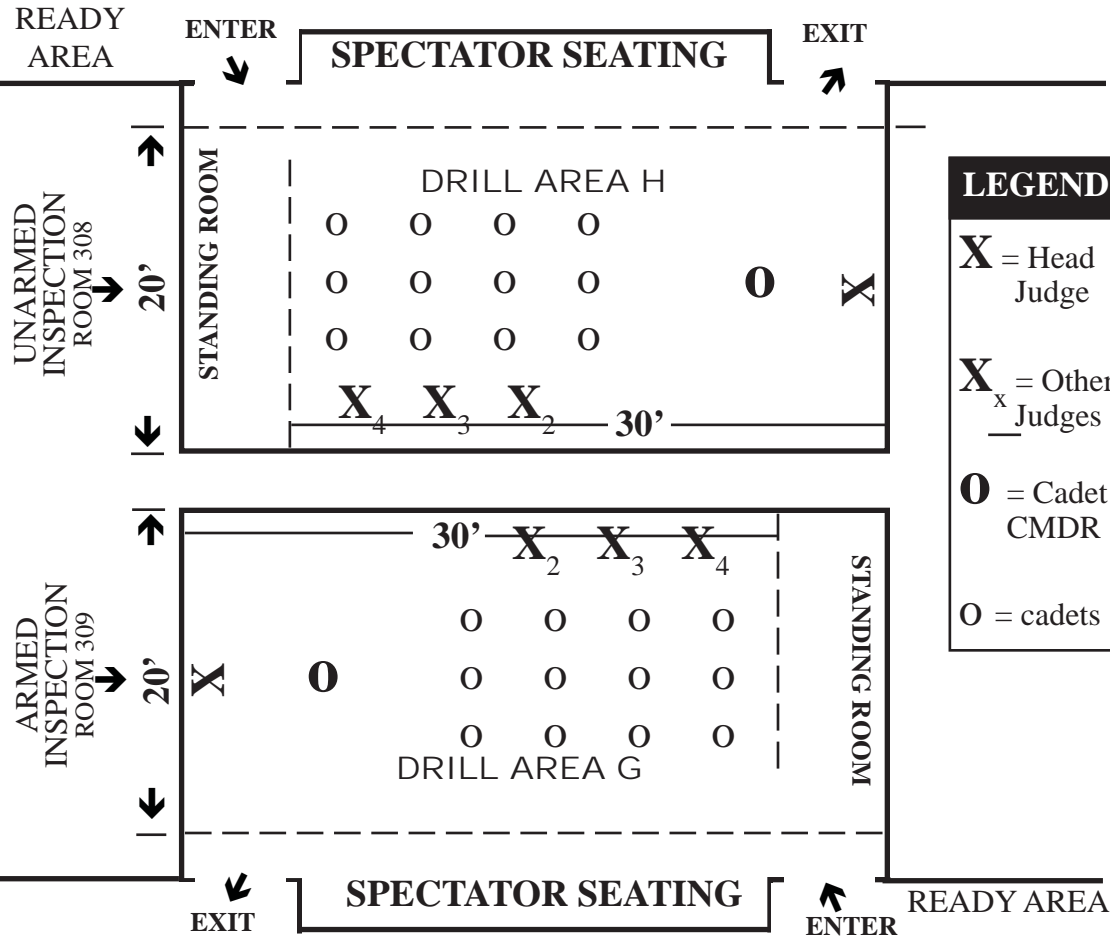 READY
AREA
ENTER
SPECTATOR SEATING
EXIT
UNARMED
INSPECTION
ROOM 308
20’
STANDING ROOM
DRILL AREA H
O O O O
O O O O O X
O O O O
X4 X3 X2
30’
LEGEND
X = Head
Judge
Xx = Other
Judges
O = Cadet
CMDR
O = cadets
ARMED
INSPECTION
ROOM 309
20’
30’
X2 X3 X4
O O O O
X O O O O O
O O O O
DRILL AREA G
STANDING ROOM
EXIT
SPECTATOR SEATING
ENTER
READY AREA